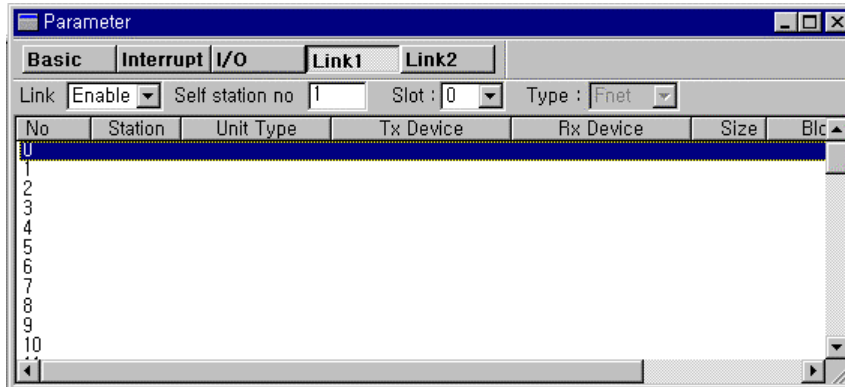 Parameter
Basic Interrupt I/O Link1 Link2
Link Enable Self station no 1 Slot : 0 Type : Fnet
No Station Unit Type Tx Device Rx Device Size
0
1
2
3
4
5
6
7
8
9
10